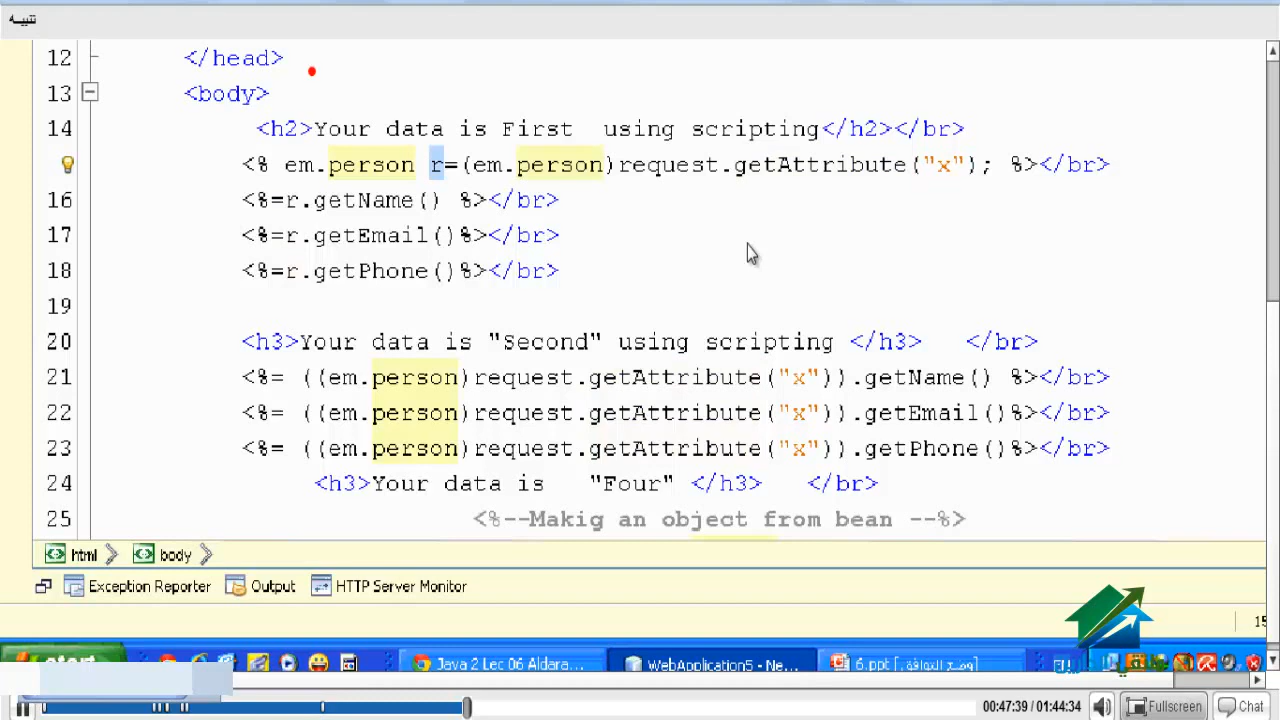 تنبيه
12 </head>
13 <body>
14 <h2>Your data is First  using scripting</h2></br>
<% em.person r=(em.person)request.getAttribute("x"); %></br>
16 <%=r.getName() %></br>
17 <%=r.getEmail()%></br>
18 <%=r.getPhone()%></br>
19
20 <h3>Your data is "Second" using scripting </h3>   </br>
21 <%= ((em.person)request.getAttribute("x")).getName() %></br>
22 <%= ((em.person)request.getAttribute("x")).getEmail()%></br>
23 <%= ((em.person)request.getAttribute("x")).getPhone()%></br>
24 <h3>Your data is   "Four" </h3>   </br>
25 <%--Makig an object from bean --%>
html body
Exception Reporter Output HTTP Server Monitor
15
start Java 2 Lec 06 Aldara... WebApplication5 - Ne... 6.ppt [وضع التوافق] ...
00:47:39 / 01:44:34 Fullscreen Chat